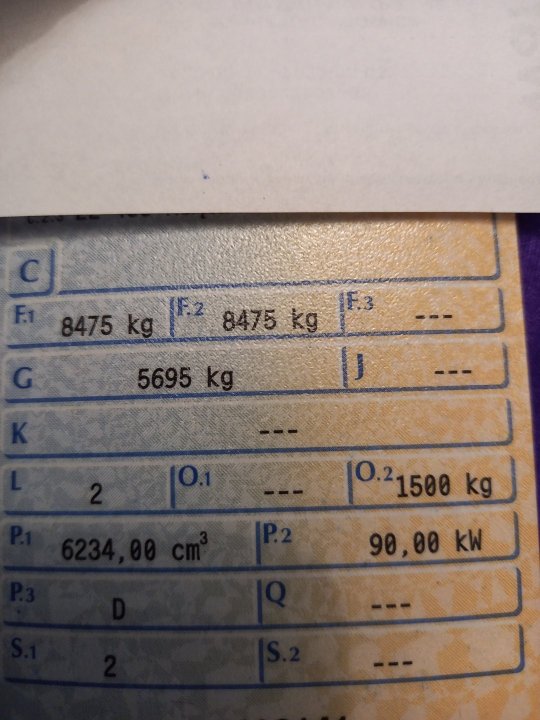 C
F.1 8475 kg F.2 8475 kg F.3 ---
G 5695 kg J ---
K ---
L 2 O.1 --- O.2 1500 kg
P.1 6234,00 cm³ P.2 90,00 kW
P.3 D Q ---
S.1 2 S.2 ---